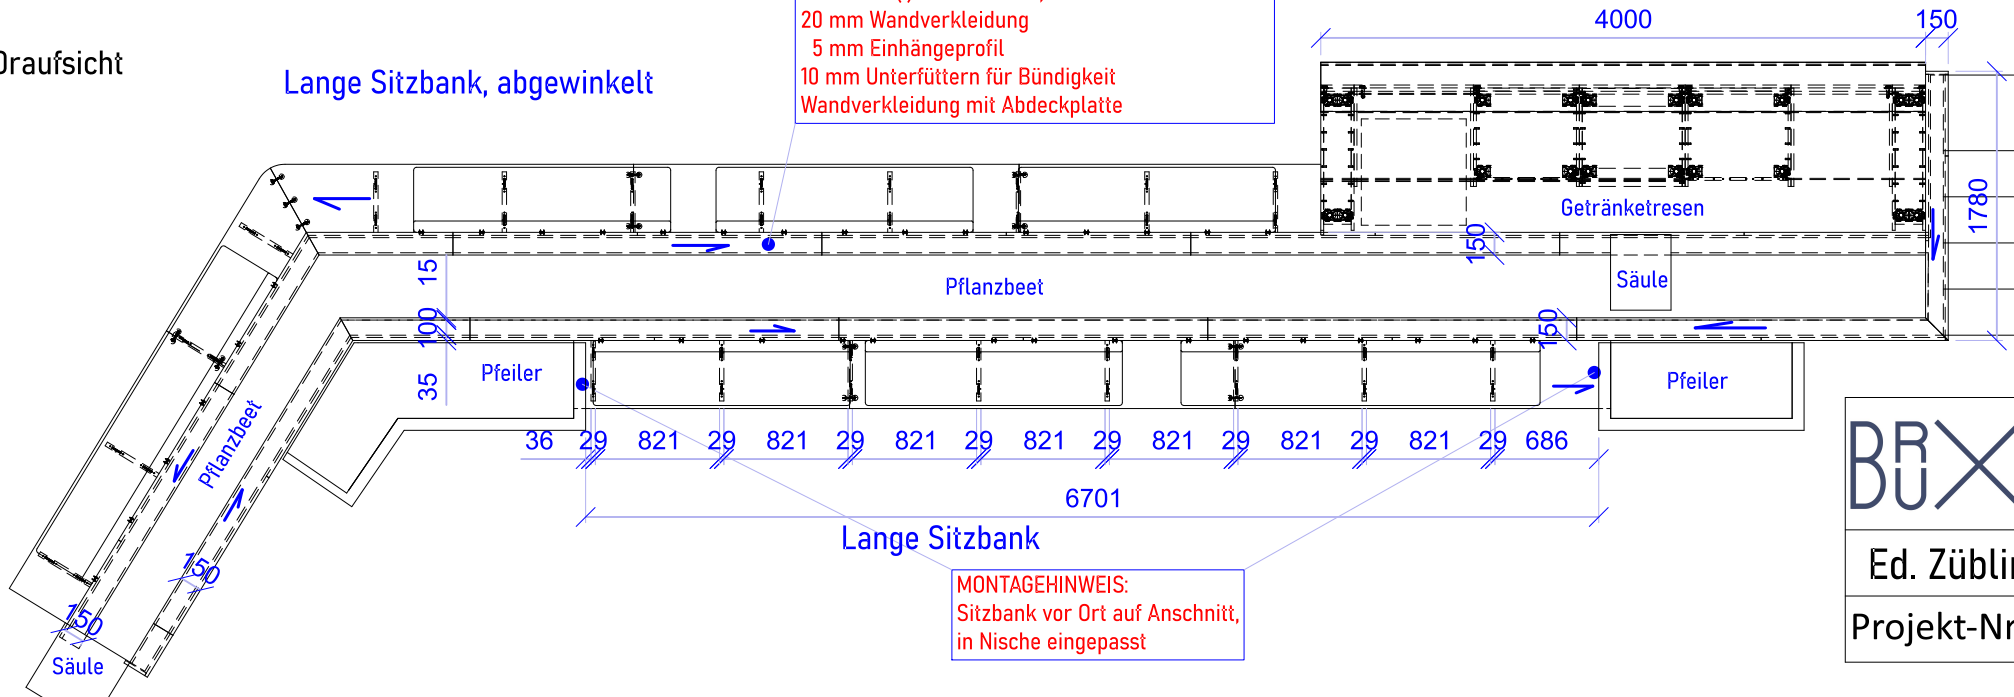 20 mm Wandverkleidung
5 mm Einhängeprofil
10 mm Unterfüttern für Bündigkeit
Wandverkleidung mit Abdeckplatte
4000
150
Draufsicht
Lange Sitzbank, abgewinkelt
1780
Getränketresen
150
15
Säule
Pflanzbeet
100
150
Pfeiler
35
Pfeiler
Pflanzbeet
36 29 821 29 821 29 821 29 821 29 821 29 821 29 821 29 686
6701
Lange Sitzbank
BRÜX
150
150
Säule
MONTAGEHINWEIS:
Sitzbank vor Ort auf Anschnitt,
in Nische eingepasst
Ed. Züblin
Projekt-Nr